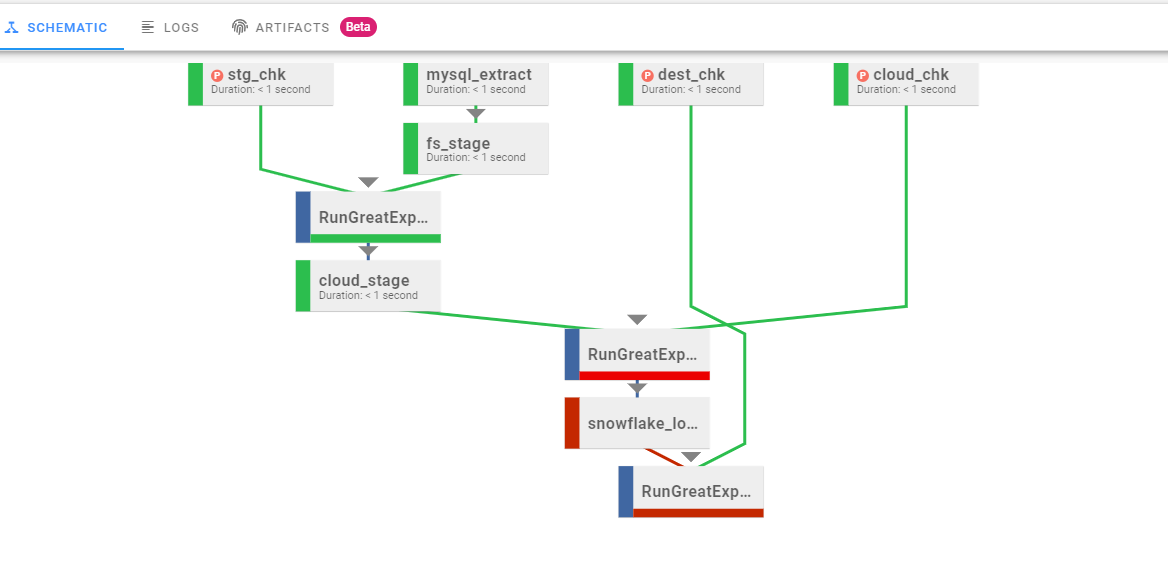 SCHEMATIC
LOGS
ARTIFACTS
Beta
P stg_chk
Duration: < 1 second
mysql_extract
Duration: < 1 second
P dest_chk
Duration: < 1 second
P cloud_chk
Duration: < 1 second
fs_stage
Duration: < 1 second
RunGreatExp...
cloud_stage
Duration: < 1 second
RunGreatExp...
snowflake_lo...
RunGreatExp...